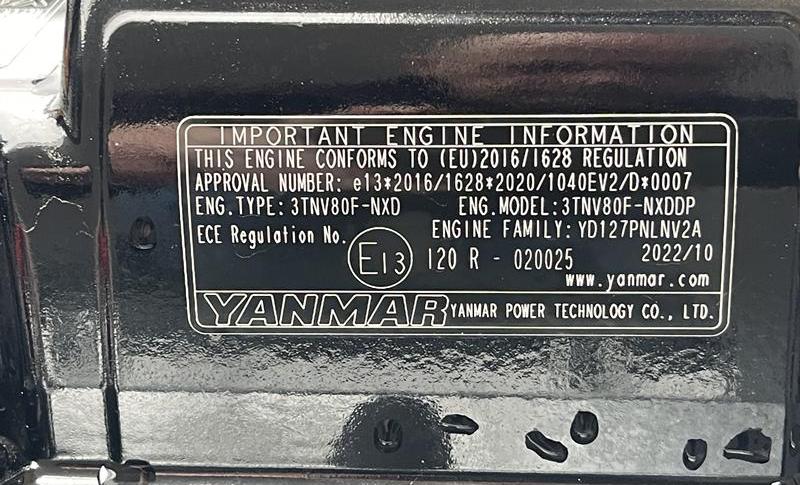 IMPORTANT ENGINE INFORMATION
THIS ENGINE CONFORMS TO (EU)2016/1628 REGULATION
APPROVAL NUMBER: e13*2016/1628*2020/1040EV2/D*0007
ENG.TYPE: 3TNV80F-NXD ENG.MODEL:3TNV80F-NXDDP
ENGINE FAMILY: YD127PNLNV2A
ECE Regulation No. E13 120 R - 020025 2022/10
www.yanmar.com
YANMAR YANMAR POWER TECHNOLOGY CO., LTD.